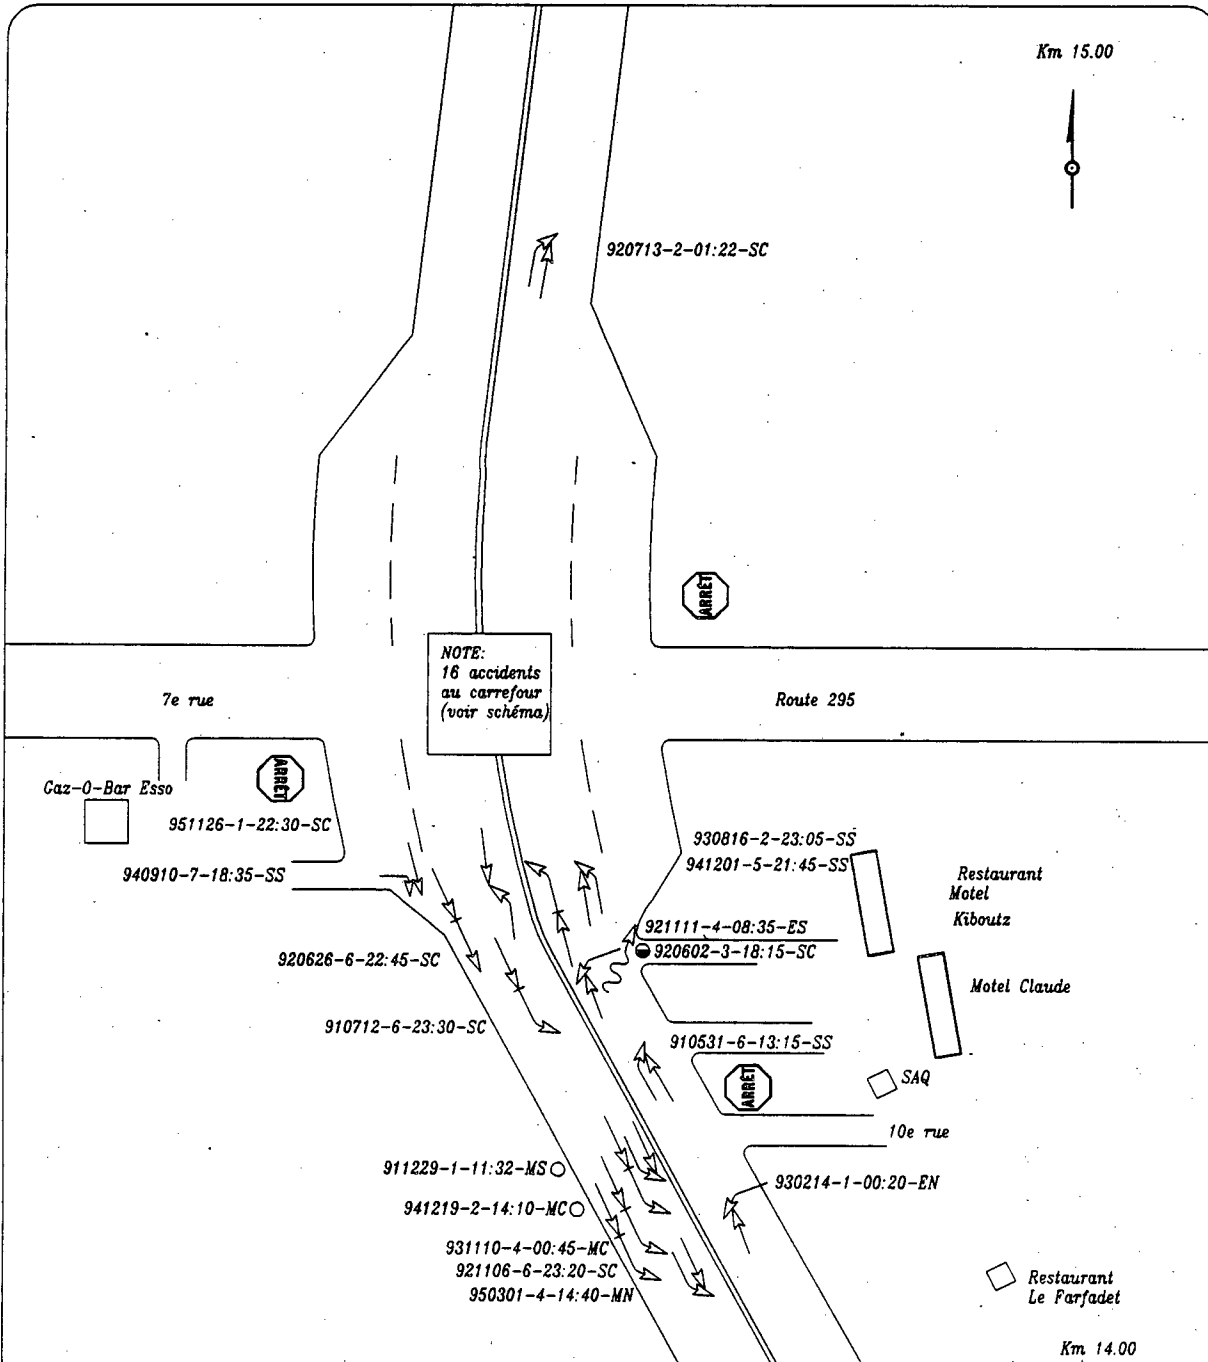 Km 15.00
920713-2-01:22-SC
ARRÊT
NOTE:
16 accidents
au carrefour
(voir schéma)
7e rue
Route 295
Gaz-O-Bar Esso
ARRÊT
951126-1-22:30-SC
940910-7-18:35-SS
930816-2-23:05-SS
941201-5-21:45-SS
Restaurant
Motel
Kiboutz
921111-4-08:35-ES
920602-3-18:15-SC
920626-6-22:45-SC
Motel Claude
910712-6-23:30-SC
910531-6-13:15-SS
ARRÊT
SAQ
10e rue
911229-1-11:32-MS
930214-1-00:20-EN
941219-2-14:10-MC
931110-4-00:45-MC
921106-6-23:20-SC
950301-4-14:40-MN
Restaurant
Le Farfadet
Km 14.00